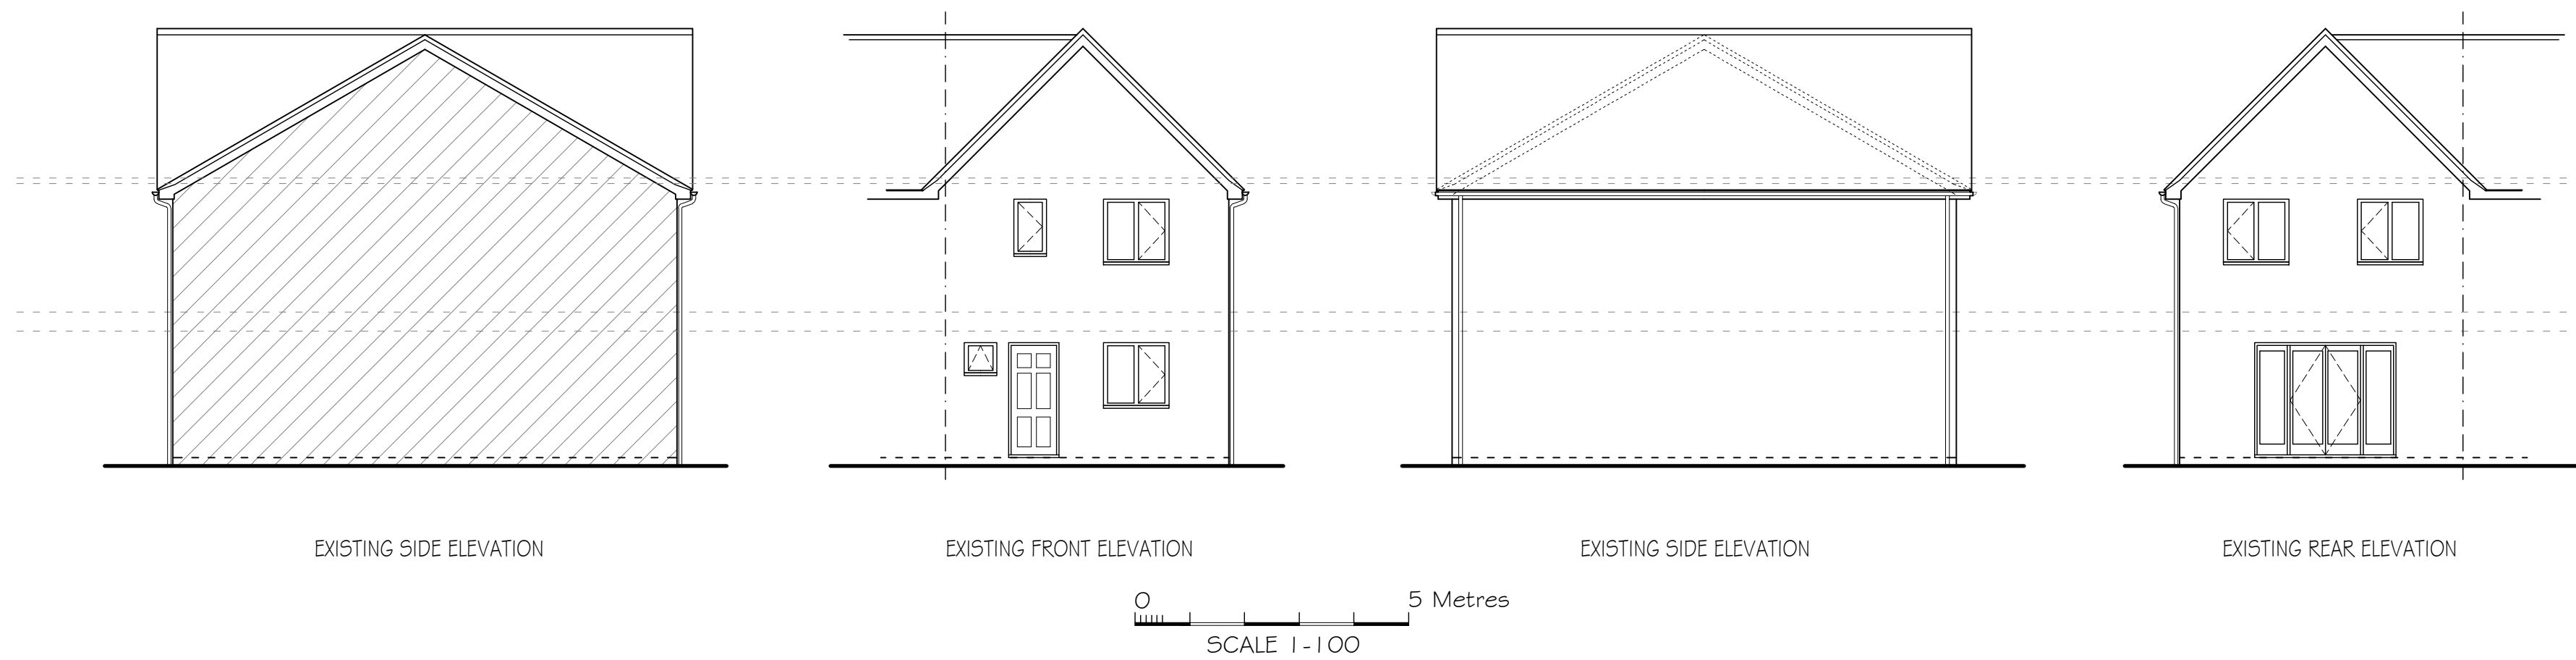 EXISTING SIDE ELEVATION
EXISTING FRONT ELEVATION
EXISTING SIDE ELEVATION
EXISTING REAR ELEVATION
0 5 Metres
SCALE 1-100